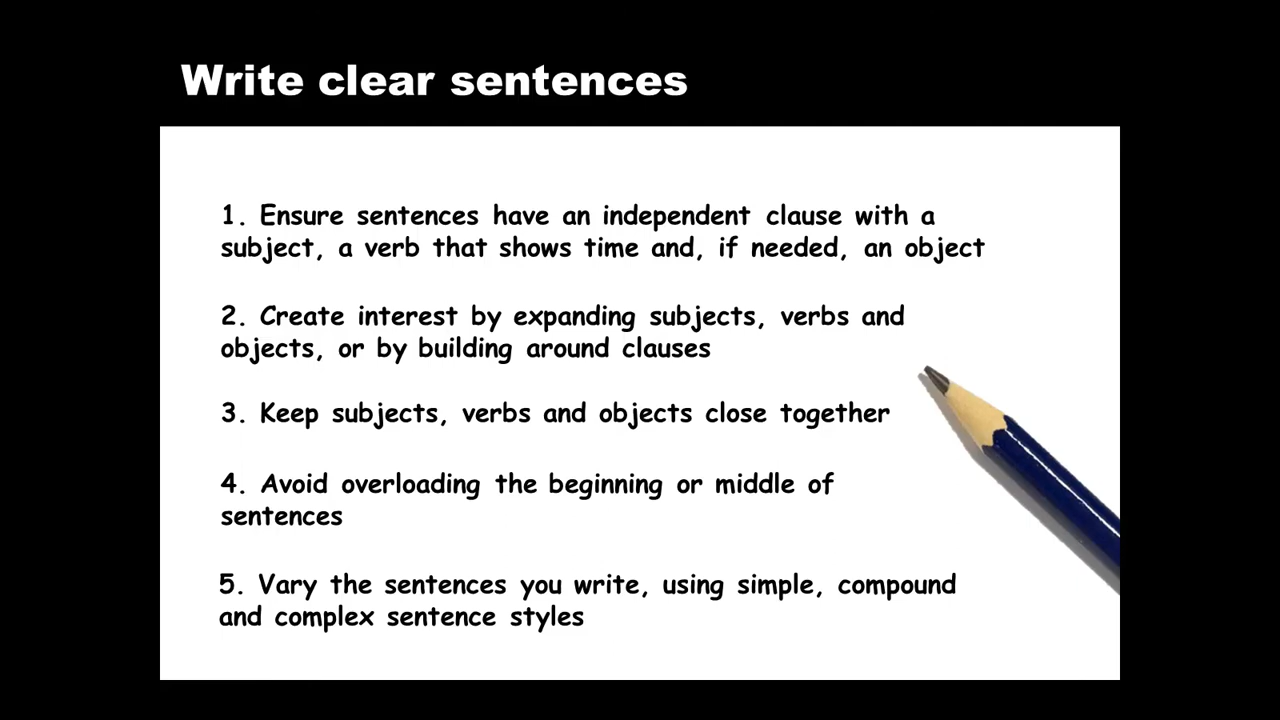 Write clear sentences
1. Ensure sentences have an independent clause with a
subject, a verb that shows time and, if needed, an object
2. Create interest by expanding subjects, verbs and
objects, or by building around clauses
3. Keep subjects, verbs and objects close together
4. Avoid overloading the beginning or middle of
sentences
5. Vary the sentences you write, using simple, compound
and complex sentence styles